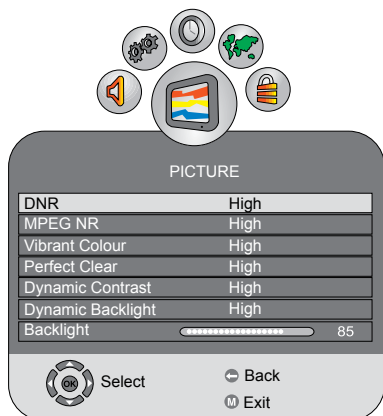 PICTURE
DNR High
MPEG NR High
Vibrant Colour High
Perfect Clear High
Dynamic Contrast High
Dynamic Backlight High
Backlight 85
OK Select Back
M Exit